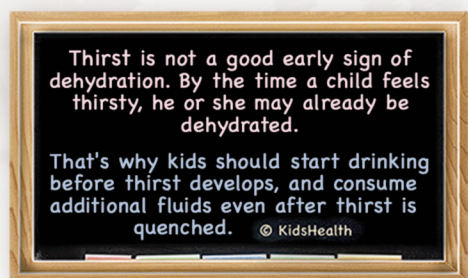 Thirst is not a good early sign of
dehydration. By the time a child feels
thirsty, he or she may already be
dehydrated.
That's why kids should start drinking
before thirst develops, and consume
additional fluids even after thirst is
quenched. © KidsHealth